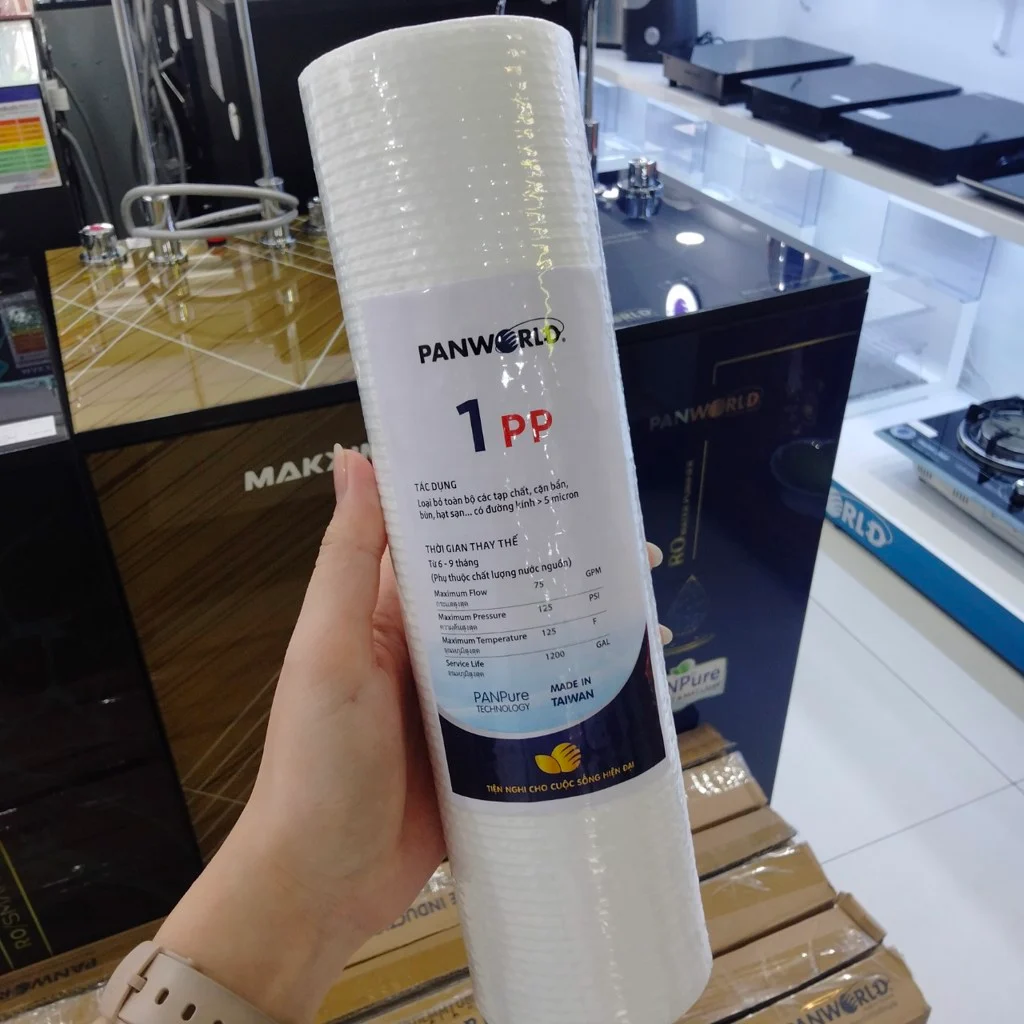 PANWORLD
1 PP
TÁC DỤNG
Loại bỏ toàn bộ các tạp chất, cặn bẩn,
bùn, hạt sạn... có đường kính > 5 micron
THỜI GIAN THAY THẾ
Từ 6 - 9 tháng
(Phụ thuộc chất lượng nước nguồn)
Maximum Flow 75 GPM
Maximum Pressure 125 PSI
Maximum Temperature 125 F
Service Life 1200 GAL
PANPure
TECHNOLOGY
MADE IN
TAIWAN
TIỆN NGHI CHO CUỘC SỐNG HIỆN ĐẠI
PANWORLD
RO
PANWORLD